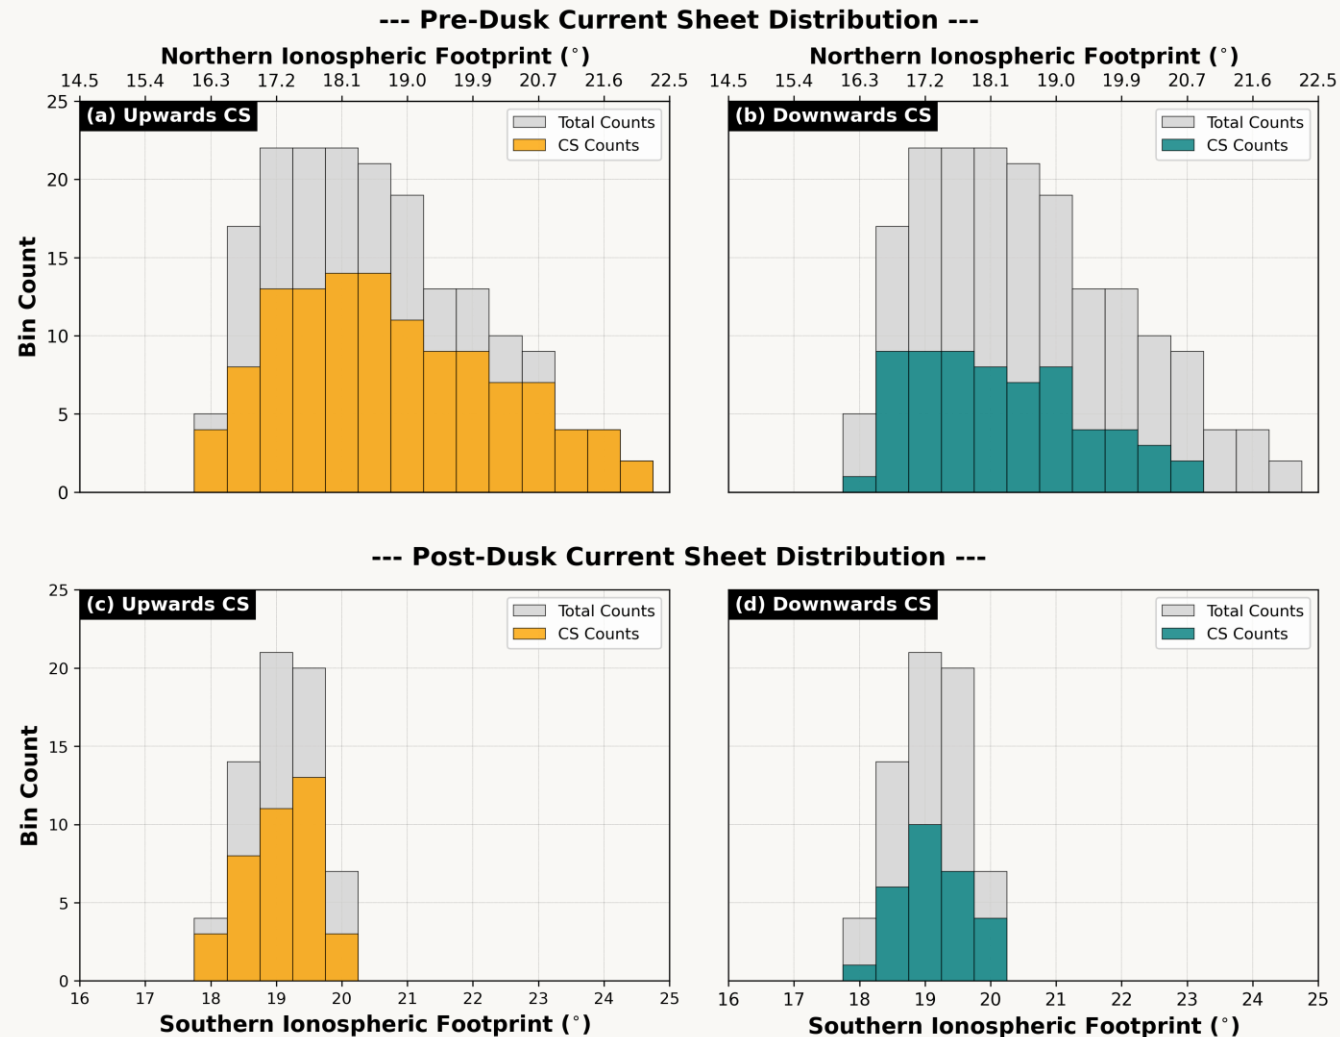 --- Pre-Dusk Current Sheet Distribution ---
Northern Ionospheric Footprint (°)
Northern Ionospheric Footprint (°)
14.5 15.4 16.3 17.2 18.1 19.0 19.9 20.7 21.6 22.5
14.5 15.4 16.3 17.2 18.1 19.0 19.9 20.7 21.6 22.5
(a) Upwards CS
Total Counts
CS Counts
(b) Downwards CS
Total Counts
CS Counts
Bin Count
25
20
15
10
5
0
--- Post-Dusk Current Sheet Distribution ---
(c) Upwards CS
Total Counts
CS Counts
(d) Downwards CS
Total Counts
CS Counts
Bin Count
25
20
15
10
5
0
16 17 18 19 20 21 22 23 24 25
16 17 18 19 20 21 22 23 24 25
Southern Ionospheric Footprint (°)
Southern Ionospheric Footprint (°)